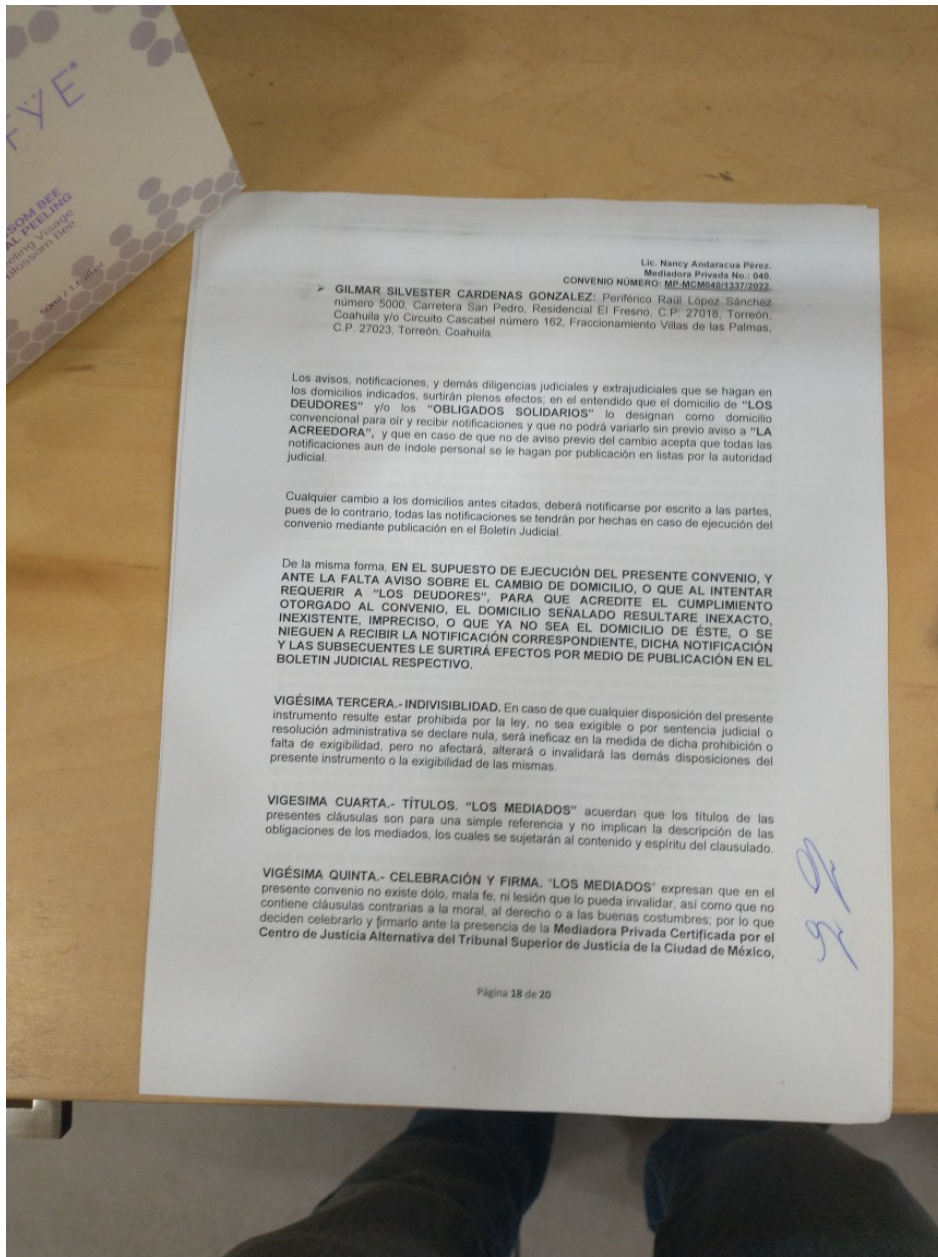 FYE
SSOM BEE
AL PEELING
eling Visage
Blossom Bee
Lic. Nancy Andaracua Pérez.
Mediadora Privada No.: 040.
CONVENIO NÚMERO: MP-MCM040/1337/2022.
➢ GILMAR SILVESTER CARDENAS GONZALEZ: Periférico Raúl López Sánchez
número 5000, Carretera San Pedro, Residencial El Fresno, C.P. 27018, Torreón,
Coahuila y/o Circuito Cascabel número 162, Fraccionamiento Villas de las Palmas,
C.P. 27023, Torreón, Coahuila.
Los avisos, notificaciones, y demás diligencias judiciales y extrajudiciales que se hagan en
los domicilios indicados, surtirán plenos efectos; en el entendido que el domicilio de “LOS
DEUDORES” y/o los “OBLIGADOS SOLIDARIOS” lo designan como domicilio
convencional para oír y recibir notificaciones y que no podrá variarlo sin previo aviso a “LA
ACREEDORA”, y que en caso de que no de aviso previo del cambio acepta que todas las
notificaciones aun de índole personal se le hagan por publicación en listas por la autoridad
judicial.
Cualquier cambio a los domicilios antes citados, deberá notificarse por escrito a las partes,
pues de lo contrario, todas las notificaciones se tendrán por hechas en caso de ejecución del
convenio mediante publicación en el Boletín Judicial.
De la misma forma, EN EL SUPUESTO DE EJECUCIÓN DEL PRESENTE CONVENIO, Y
ANTE LA FALTA AVISO SOBRE EL CAMBIO DE DOMICILIO, O QUE AL INTENTAR
REQUERIR A “LOS DEUDORES”, PARA QUE ACREDITE EL CUMPLIMIENTO
OTORGADO AL CONVENIO, EL DOMICILIO SEÑALADO RESULTARE INEXACTO,
INEXISTENTE, IMPRECISO, O QUE YA NO SEA EL DOMICILIO DE ÉSTE, O SE
NIEGUEN A RECIBIR LA NOTIFICACIÓN CORRESPONDIENTE, DICHA NOTIFICACIÓN
Y LAS SUBSECUENTES LE SURTIRÁ EFECTOS POR MEDIO DE PUBLICACIÓN EN EL
BOLETIN JUDICIAL RESPECTIVO.
VIGÉSIMA TERCERA.- INDIVISIBLIDAD. En caso de que cualquier disposición del presente
instrumento resulte estar prohibida por la ley, no sea exigible o por sentencia judicial o
resolución administrativa se declare nula, será ineficaz en la medida de dicha prohibición o
falta de exigibilidad, pero no afectará, alterará o invalidará las demás disposiciones del
presente instrumento o la exigibilidad de las mismas.
VIGESIMA CUARTA.- TÍTULOS. “LOS MEDIADOS” acuerdan que los títulos de las
presentes cláusulas son para una simple referencia y no implican la descripción de las
obligaciones de los mediados, los cuales se sujetarán al contenido y espíritu del clausulado.
VIGÉSIMA QUINTA.- CELEBRACIÓN Y FIRMA. “LOS MEDIADOS” expresan que en el
presente convenio no existe dolo, mala fe, ni lesión que lo pueda invalidar, así como que no
contiene cláusulas contrarias a la moral, al derecho o a las buenas costumbres; por lo que
deciden celebrarlo y firmarlo ante la presencia de la Mediadora Privada Certificada por el
Centro de Justicia Alternativa del Tribunal Superior de Justicia de la Ciudad de México,
Página 18 de 20